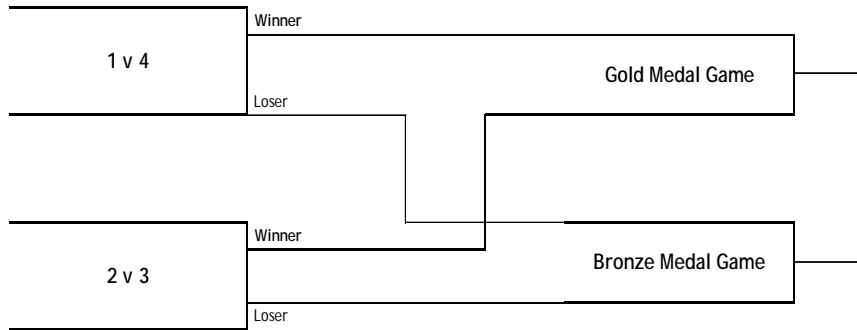 Winner
1 v 4
Gold Medal Game
Loser
Winner
Bronze Medal Game
2 v 3
Loser